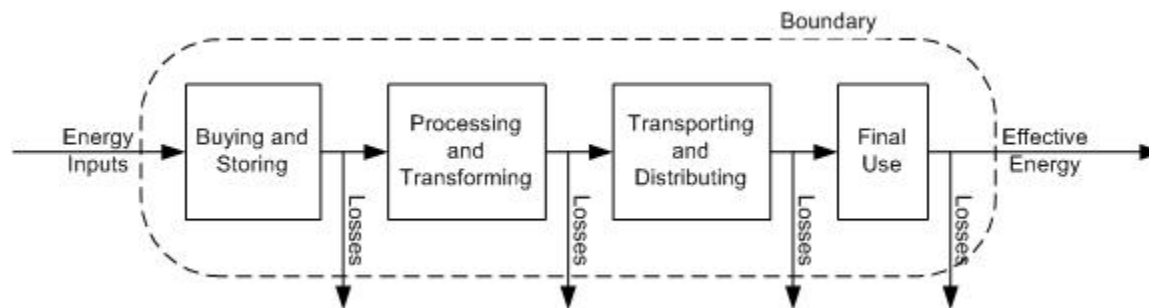 Boundary
Energy
Inputs
Buying and
Storing
Processing
and
Transforming
Transporting
and
Distributing
Final
Use
Effective
Energy
Losses
Losses
Losses
Losses